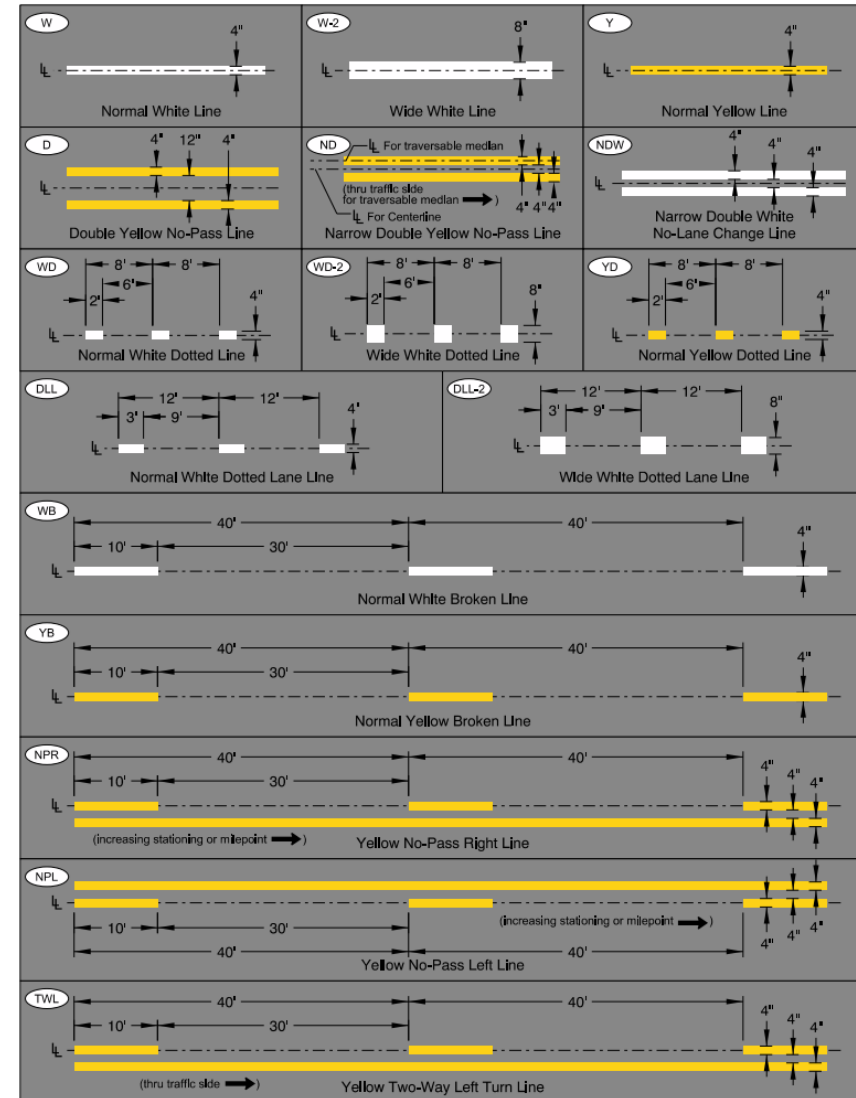 W
4"
℄
Normal White Line
W-2
8"
℄
Wide White Line
Y
4"
℄
Normal Yellow Line
D
4" 12" 4"
℄
Double Yellow No-Pass Line
ND
℄ For traversable median
(thru traffic side
for traversable median )
4" 4" 4"
℄ For Centerline
Narrow Double Yellow No-Pass Line
NDW
4"
4"
4"
℄
Narrow Double White
No-Lane Change Line
WD
8' 8'
6'
2'
4"
℄
Normal White Dotted Line
WD-2
8' 8'
6'
2'
8"
℄
Wide White Dotted Line
YD
8' 8'
6'
2'
4"
℄
Normal Yellow Dotted Line
DLL
12' 12'
3' 9'
4"
℄
Normal White Dotted Lane Line
DLL-2
12' 12'
3' 9'
8"
℄
Wide White Dotted Lane Line
WB
40' 40'
10' 30'
4"
℄
Normal White Broken Line
YB
40' 40'
10' 30'
4"
℄
Normal Yellow Broken Line
NPR
40' 40'
10' 30'
4" 4" 4"
℄
(increasing stationing or milepoint )
Yellow No-Pass Right Line
NPL
℄
(increasing stationing or milepoint )
10' 30'
4" 4" 4"
40' 40'
Yellow No-Pass Left Line
TWL
40' 40'
10' 30'
4" 4" 4"
℄
(thru traffic side )
Yellow Two-Way Left Turn Line